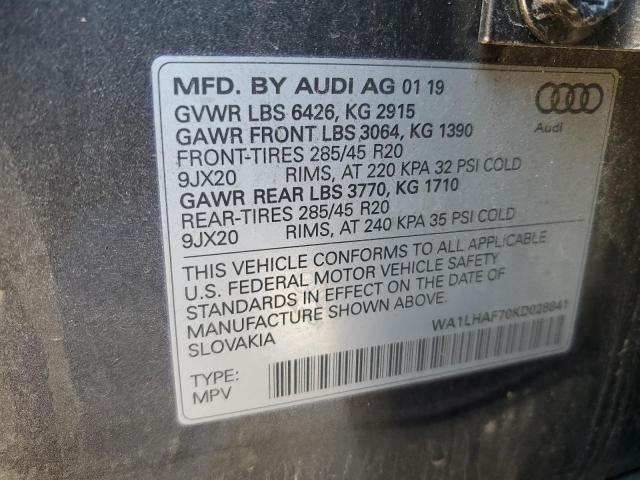 MFD. BY AUDI AG 01 19
GVWR LBS 6426, KG 2915
GAWR FRONT LBS 3064, KG 1390
FRONT-TIRES 285/45 R20
9JX20 RIMS, AT 220 KPA 32 PSI COLD
GAWR REAR LBS 3770, KG 1710
REAR-TIRES 285/45 R20
9JX20 RIMS, AT 240 KPA 35 PSI COLD
Audi
THIS VEHICLE CONFORMS TO ALL APPLICABLE
U.S. FEDERAL MOTOR VEHICLE SAFETY
STANDARDS IN EFFECT ON THE DATE OF
MANUFACTURE SHOWN ABOVE.
SLOVAKIA
WA1LHAF70KD028841
TYPE:
MPV